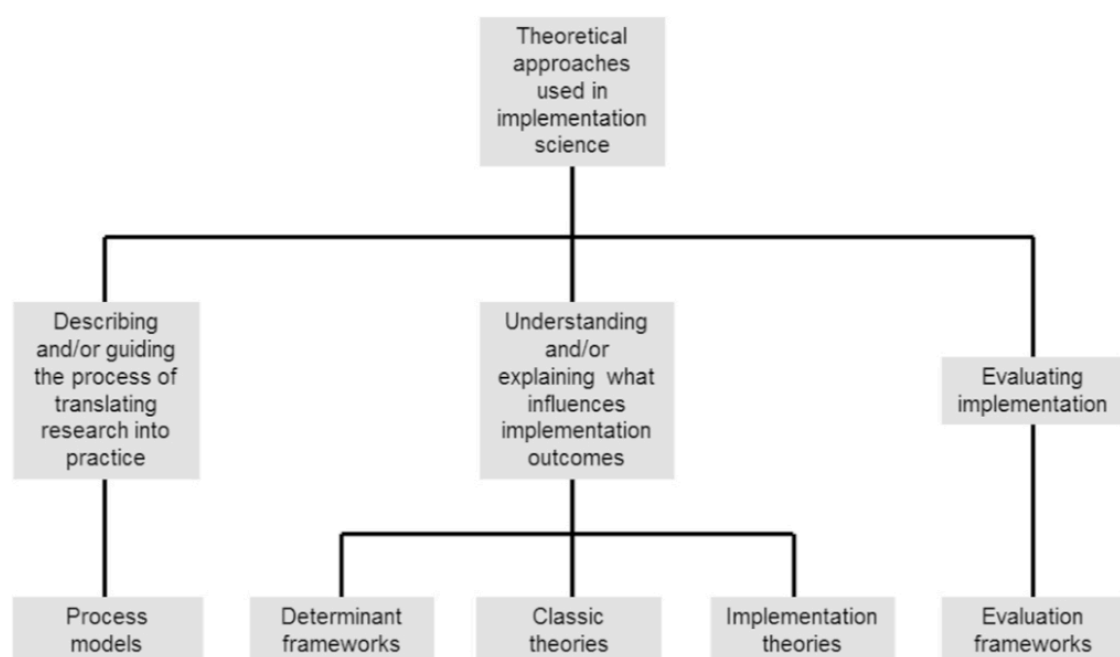 Theoretical
approaches
used in
implementation
science
Describing
and/or guiding
the process of
translating
research into
practice
Understanding
and/or
explaining what
influences
implementation
outcomes
Evaluating
implementation
Process
models
Determinant
frameworks
Classic
theories
Implementation
theories
Evaluation
frameworks